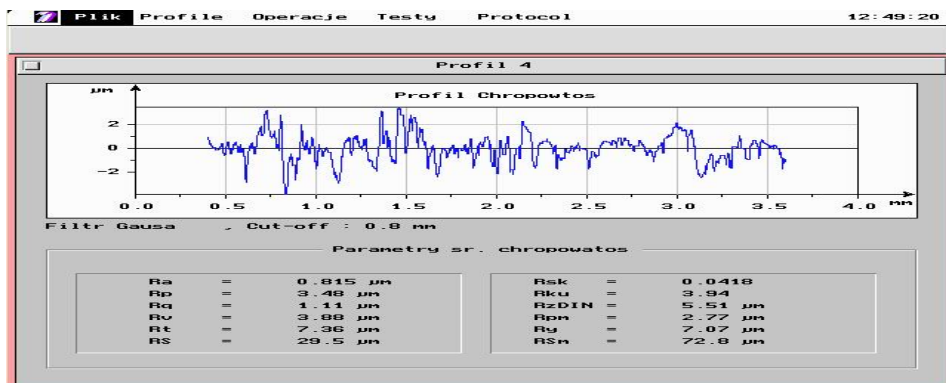 Plik Profile Operacje Testy Protocol 12:49:20
Profil 4
µm
Profil Chropowtos
2
0
-2
0.0 0.5 1.0 1.5 2.0 2.5 3.0 3.5 4.0 mm
Filtr Gausa , Cut-off : 0.8 mm
Parametry sr. chropowatos
Ra = 0.815 µm Rsk = 0.0418
Rp = 3.48 µm Rku = 3.94
Rq = 1.11 µm RzDIN = 5.51 µm
Rv = 3.88 µm Rpm = 2.77 µm
Rt = 7.36 µm Ry = 7.07 µm
RS = 29.5 µm RSm = 72.8 µm